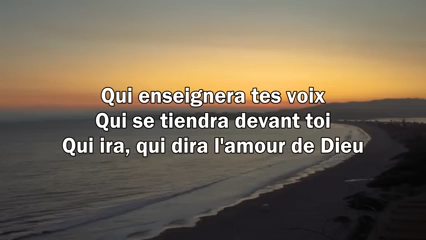 Qui enseignera tes voix
Qui se tiendra devant toi
Qui ira, qui dira l'amour de Dieu